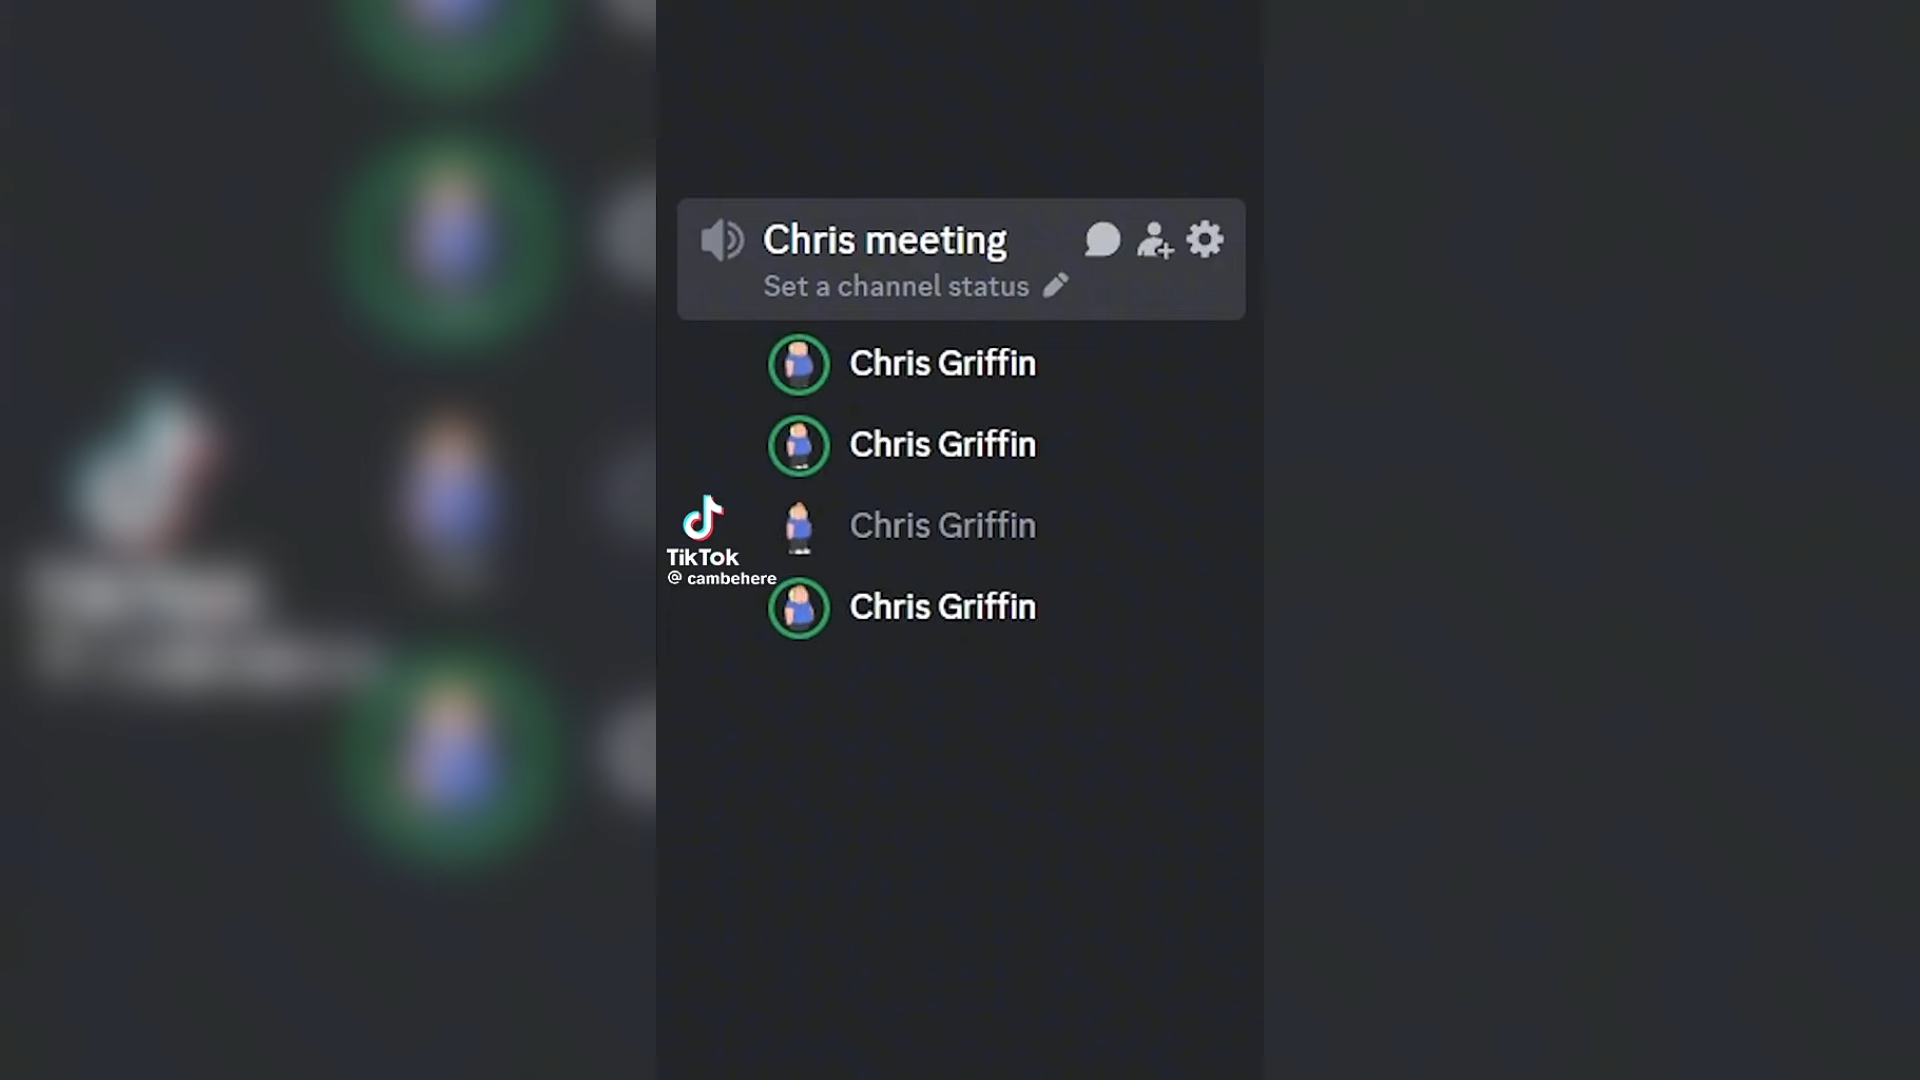 Chris meeting
Set a channel status
Chris Griffin
Chris Griffin
Chris Griffin
TikTok
@ cambehere
Chris Griffin